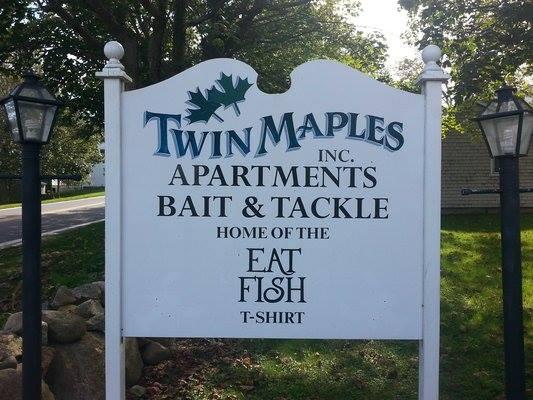 TWIN MAPLES
INC.
APARTMENTS
BAIT & TACKLE
HOME OF THE
EAT
FISH
T-SHIRT